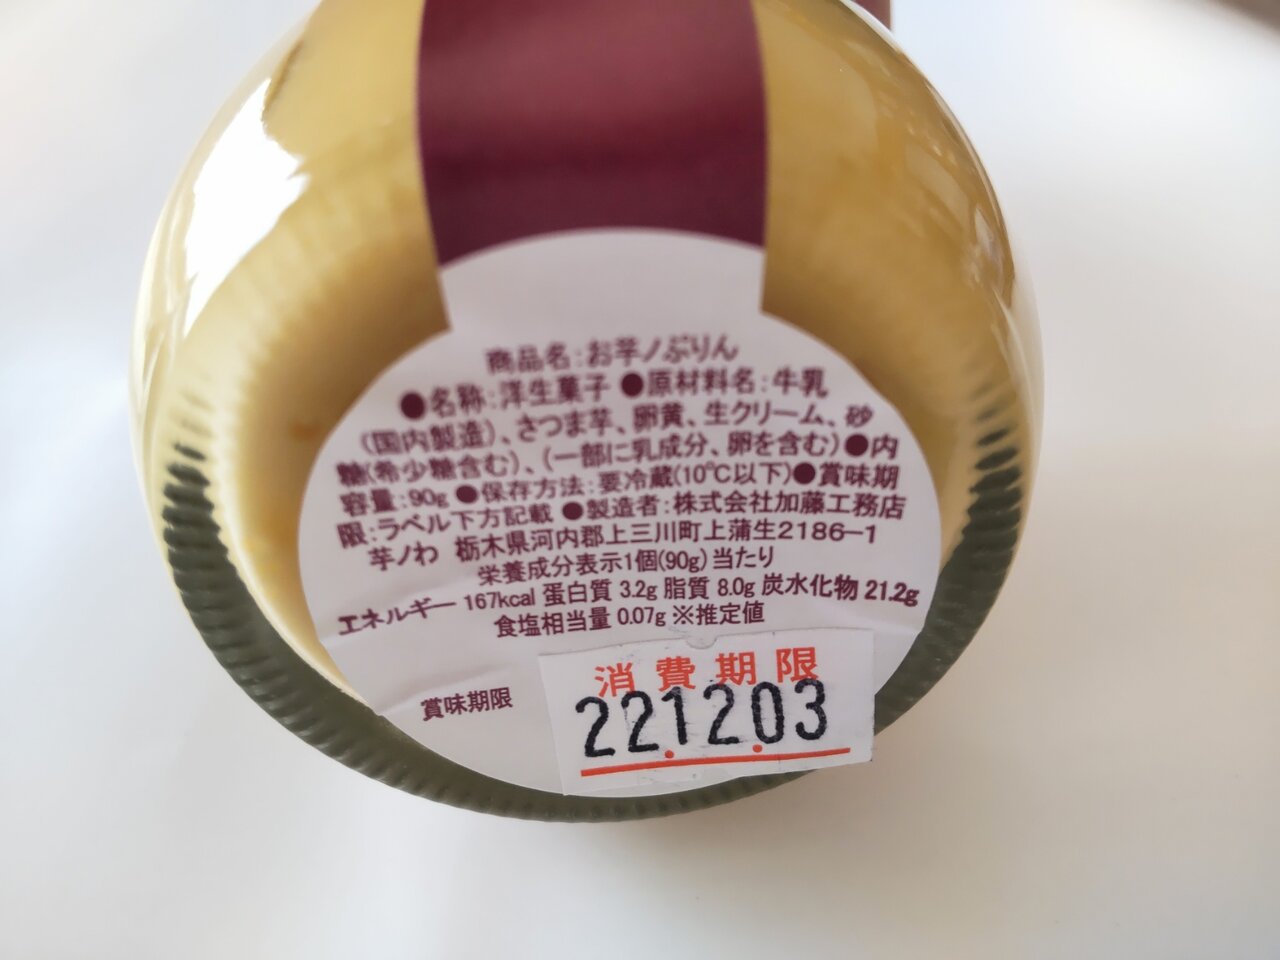 商品名:お芋ノぷりん
●名称:洋生菓子 ●原材料名:牛乳
(国内製造)、さつま芋、卵黄、生クリーム、砂
糖(希少糖含む)、(一部に乳成分、卵を含む)●内
容量:90g ●保存方法:要冷蔵(10℃以下)●賞味期
限:ラベル下方記載 ●製造者:株式会社加藤工務店
芋ノわ 栃木県河内郡上三川町上蒲生2186-1
栄養成分表示1個(90g)当たり
エネルギー 167kcal 蛋白質 3.2g 脂質 8.0g 炭水化物 21.2g
食塩相当量 0.07g ※推定値
賞味期限
消費期限
22.12.03